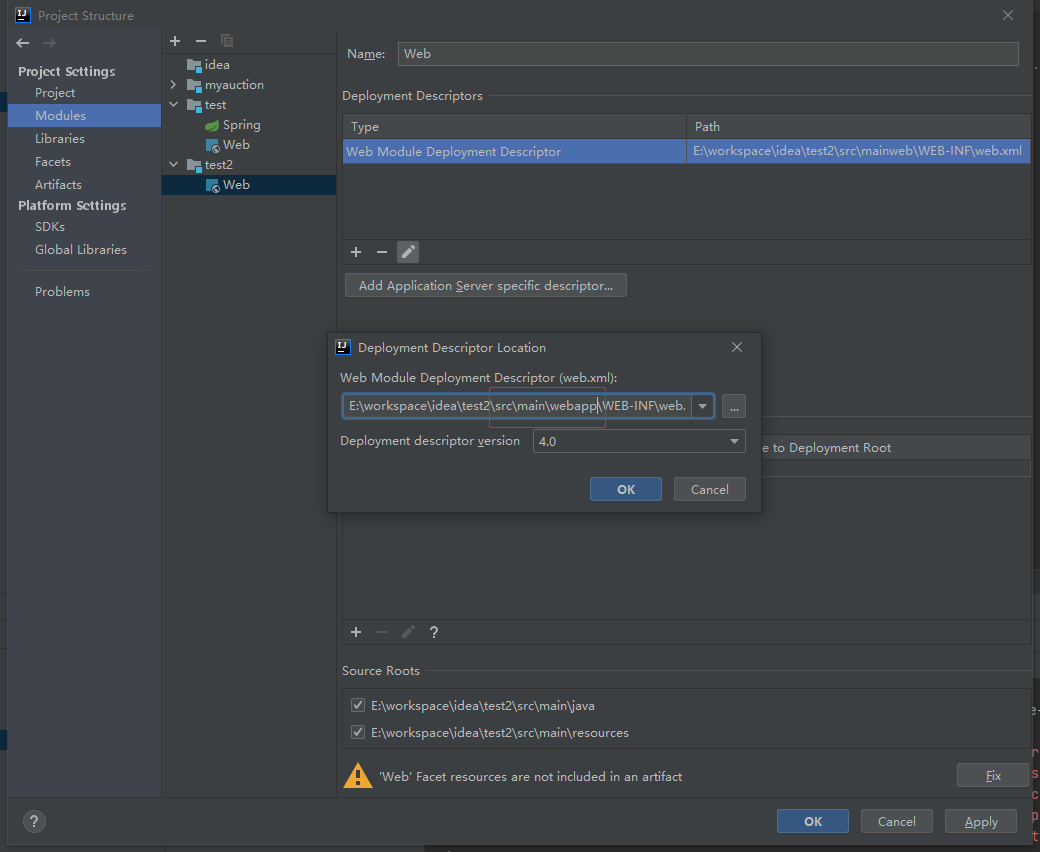 Project Structure
Project Settings
Project
Modules
Libraries
Facets
Artifacts
Platform Settings
SDKs
Global Libraries
Problems
idea
myauction
test
Spring
Web
test2
Web
Name: Web
Deployment Descriptors
Type Path
Web Module Deployment Descriptor E:\workspace\idea\test2\src\mainweb\WEB-INF\web.xml
Add Application Server specific descriptor...
Deployment Descriptor Location
Web Module Deployment Descriptor (web.xml):
E:\workspace\idea\test2\src\main\webapp\WEB-INF\web.
...
Deployment descriptor version 4.0
OK Cancel
e to Deployment Root
?
Source Roots
E:\workspace\idea\test2\src\main\java
E:\workspace\idea\test2\src\main\resources
'Web' Facet resources are not included in an artifact Fix
? OK Cancel Apply